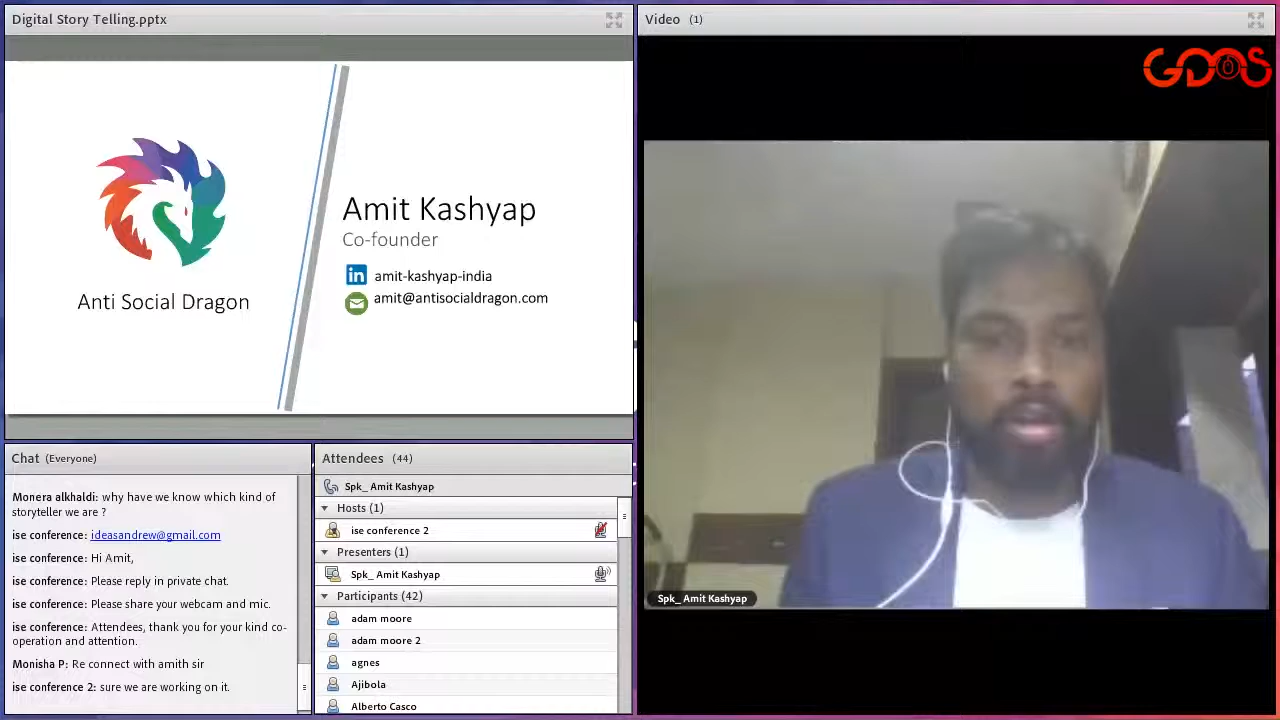 Digital Story Telling.pptx
Anti Social Dragon
Amit Kashyap
Co-founder
in amit-kashyap-india
amit@antisocialdragon.com
Chat (Everyone)
Monera alkhaldi: why have we know which kind of
storyteller we are ?
ise conference: ideasandrew@gmail.com
ise conference: Hi Amit,
ise conference: Please reply in private chat.
ise conference: Please share your webcam and mic.
ise conference: Attendees, thank you for your kind co-
operation and attention.
Monisha P: Re connect with amith sir
ise conference 2: sure we are working on it.
Attendees (44)
Spk_ Amit Kashyap
Hosts (1)
ise conference 2
Presenters (1)
Spk_ Amit Kashyap
Participants (42)
adam moore
adam moore 2
agnes
Ajibola
Alberto Casco
Video (1)
GDOS
Spk_ Amit Kashyap